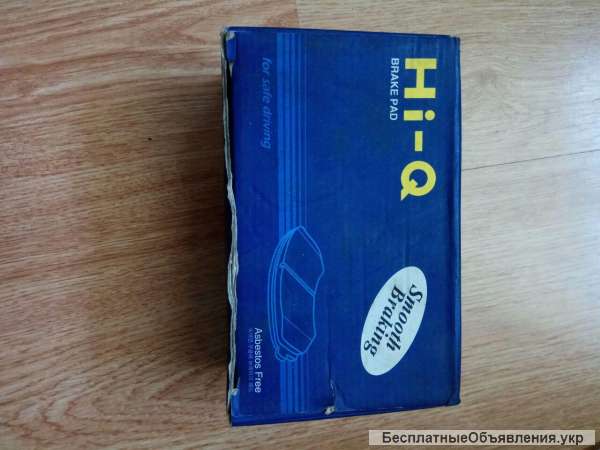 Hi-Q
BRAKE PAD
for safe driving
Smooth
Braking
Asbestos Free
БесплатныеОбъявления.укр